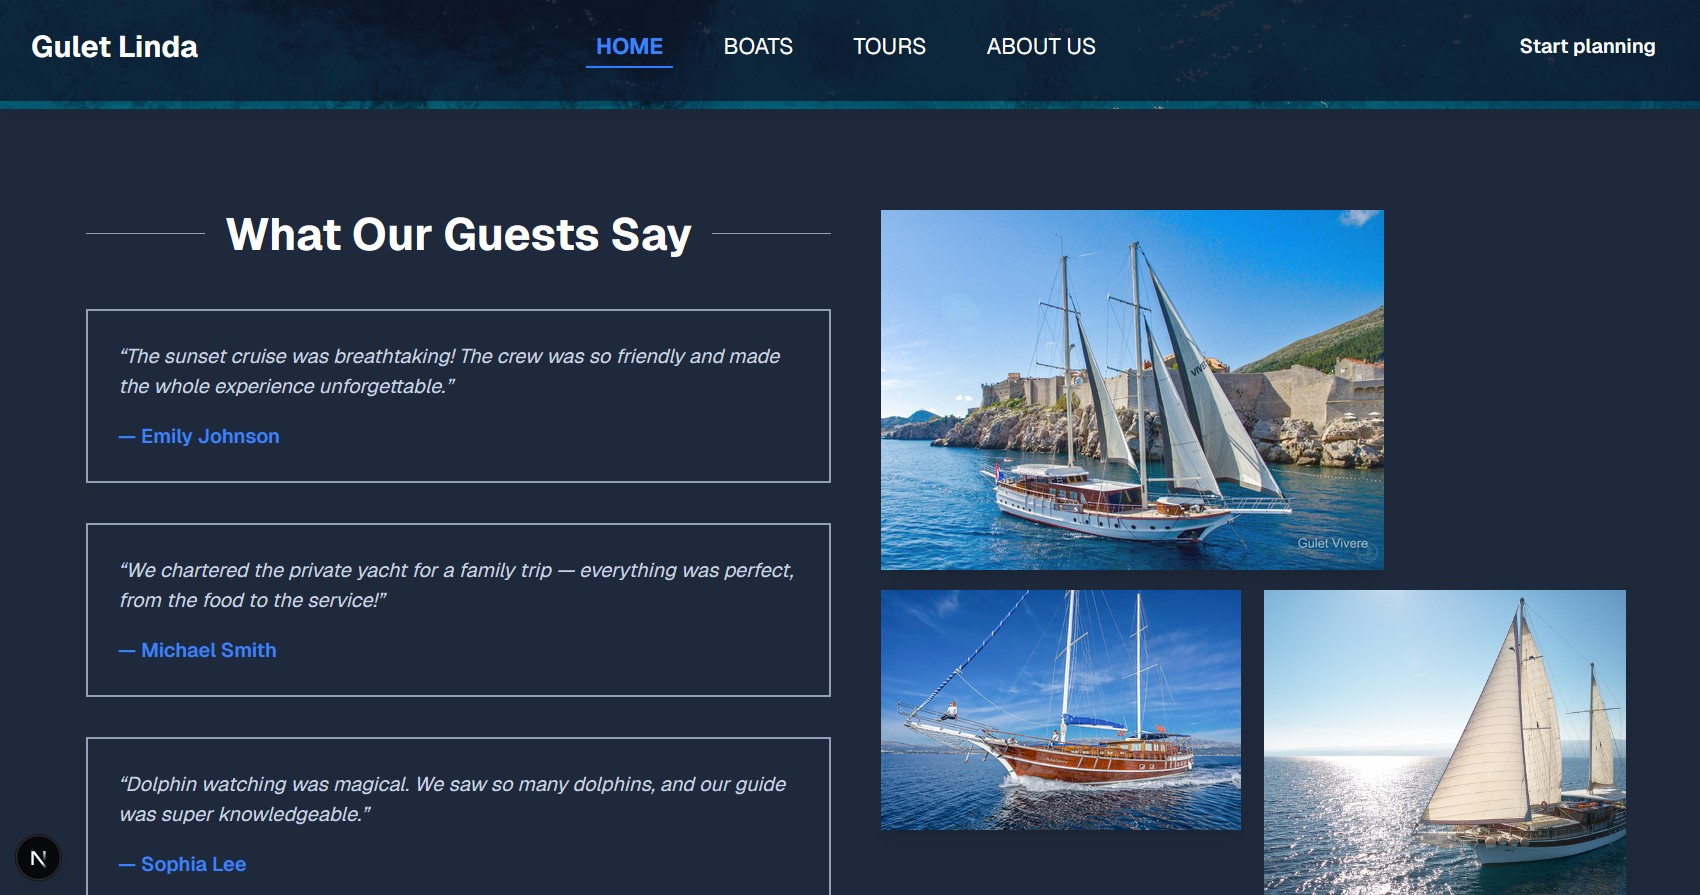 Gulet Linda
HOME
BOATS
TOURS
ABOUT US
Start planning
What Our Guests Say
“The sunset cruise was breathtaking! The crew was so friendly and made
the whole experience unforgettable.”
— Emily Johnson
“We chartered the private yacht for a family trip — everything was perfect,
from the food to the service!”
— Michael Smith
“Dolphin watching was magical. We saw so many dolphins, and our guide
was super knowledgeable.”
— Sophia Lee
Gulet Vivere
N